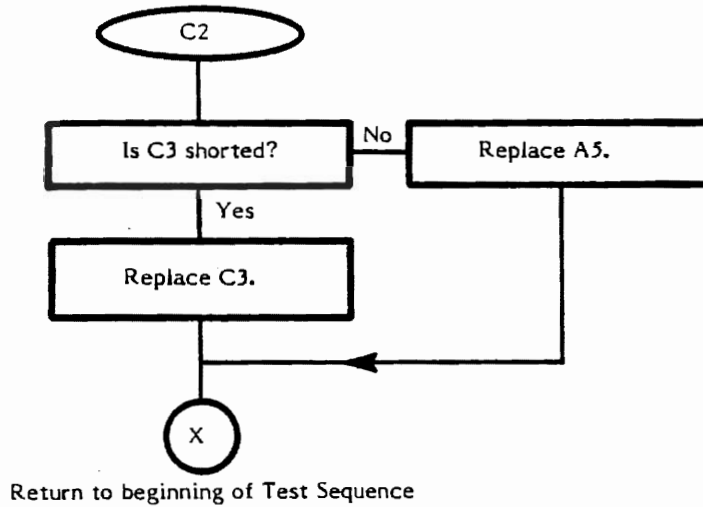 C2
Is C3 shorted?
No
Replace A5.
Yes
Replace C3.
X
Return to beginning of Test Sequence